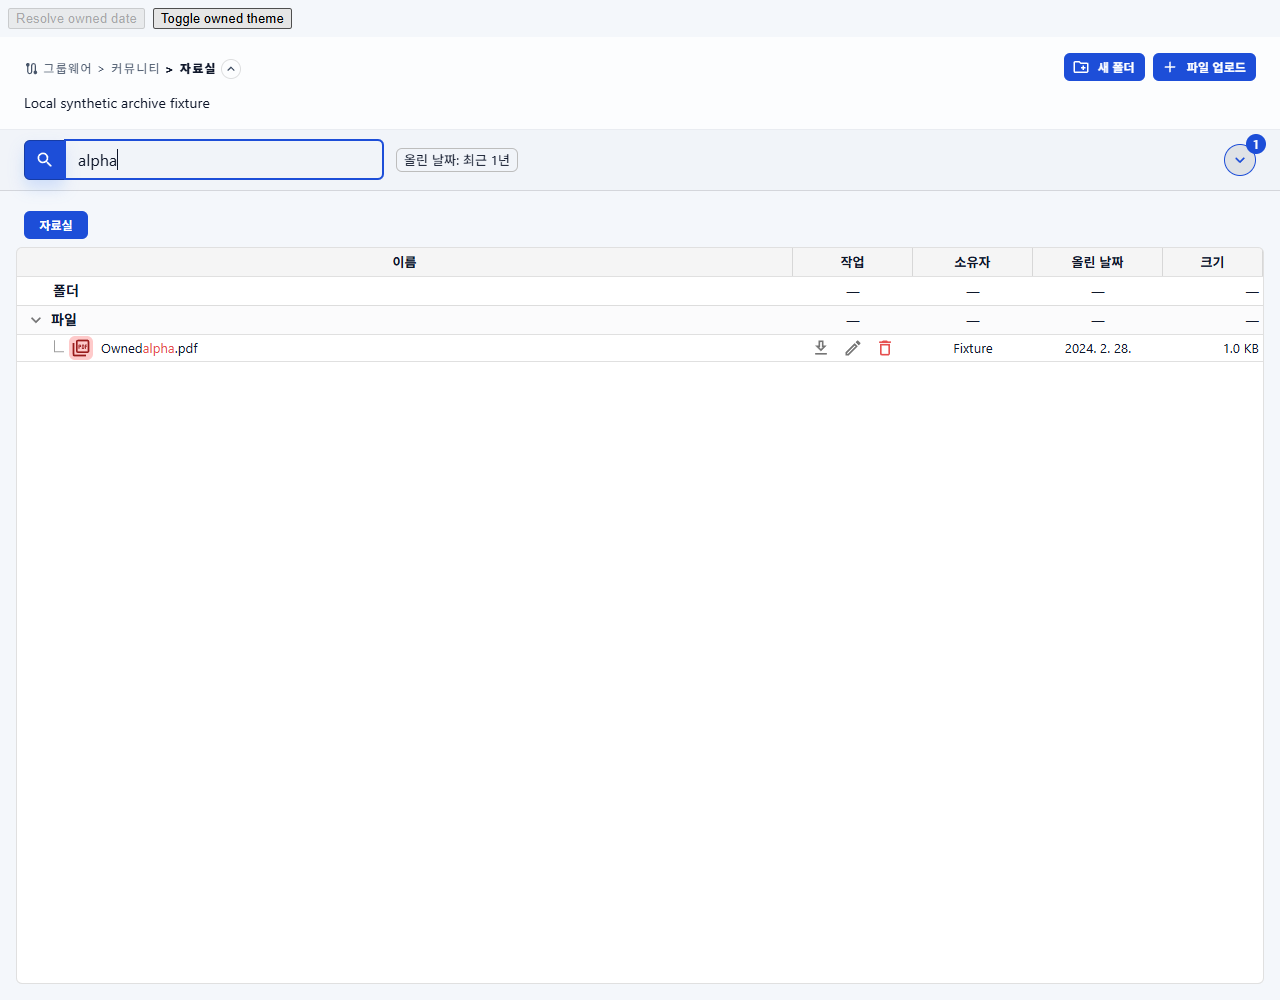 Resolve owned date Toggle owned theme
그룹웨어 > 커뮤니티 > 자료실
새 폴더 파일 업로드
Local synthetic archive fixture
alpha
올린 날짜: 최근 1년
1
자료실
이름 작업 소유자 올린 날짜 크기
폴더 — — — —
파일 — — — —
PDF Ownedalpha.pdf Fixture 2024. 2. 28. 1.0 KB